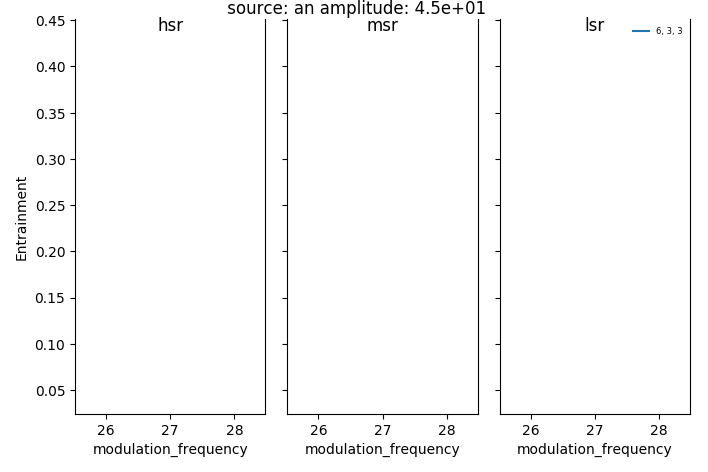 source: an amplitude: 4.5e+01
hsr
msr
lsr
6, 3, 3
Entrainment
0.45
0.40
0.35
0.30
0.25
0.20
0.15
0.10
0.05
26 27 28
26 27 28
26 27 28
modulation_frequency
modulation_frequency
modulation_frequency